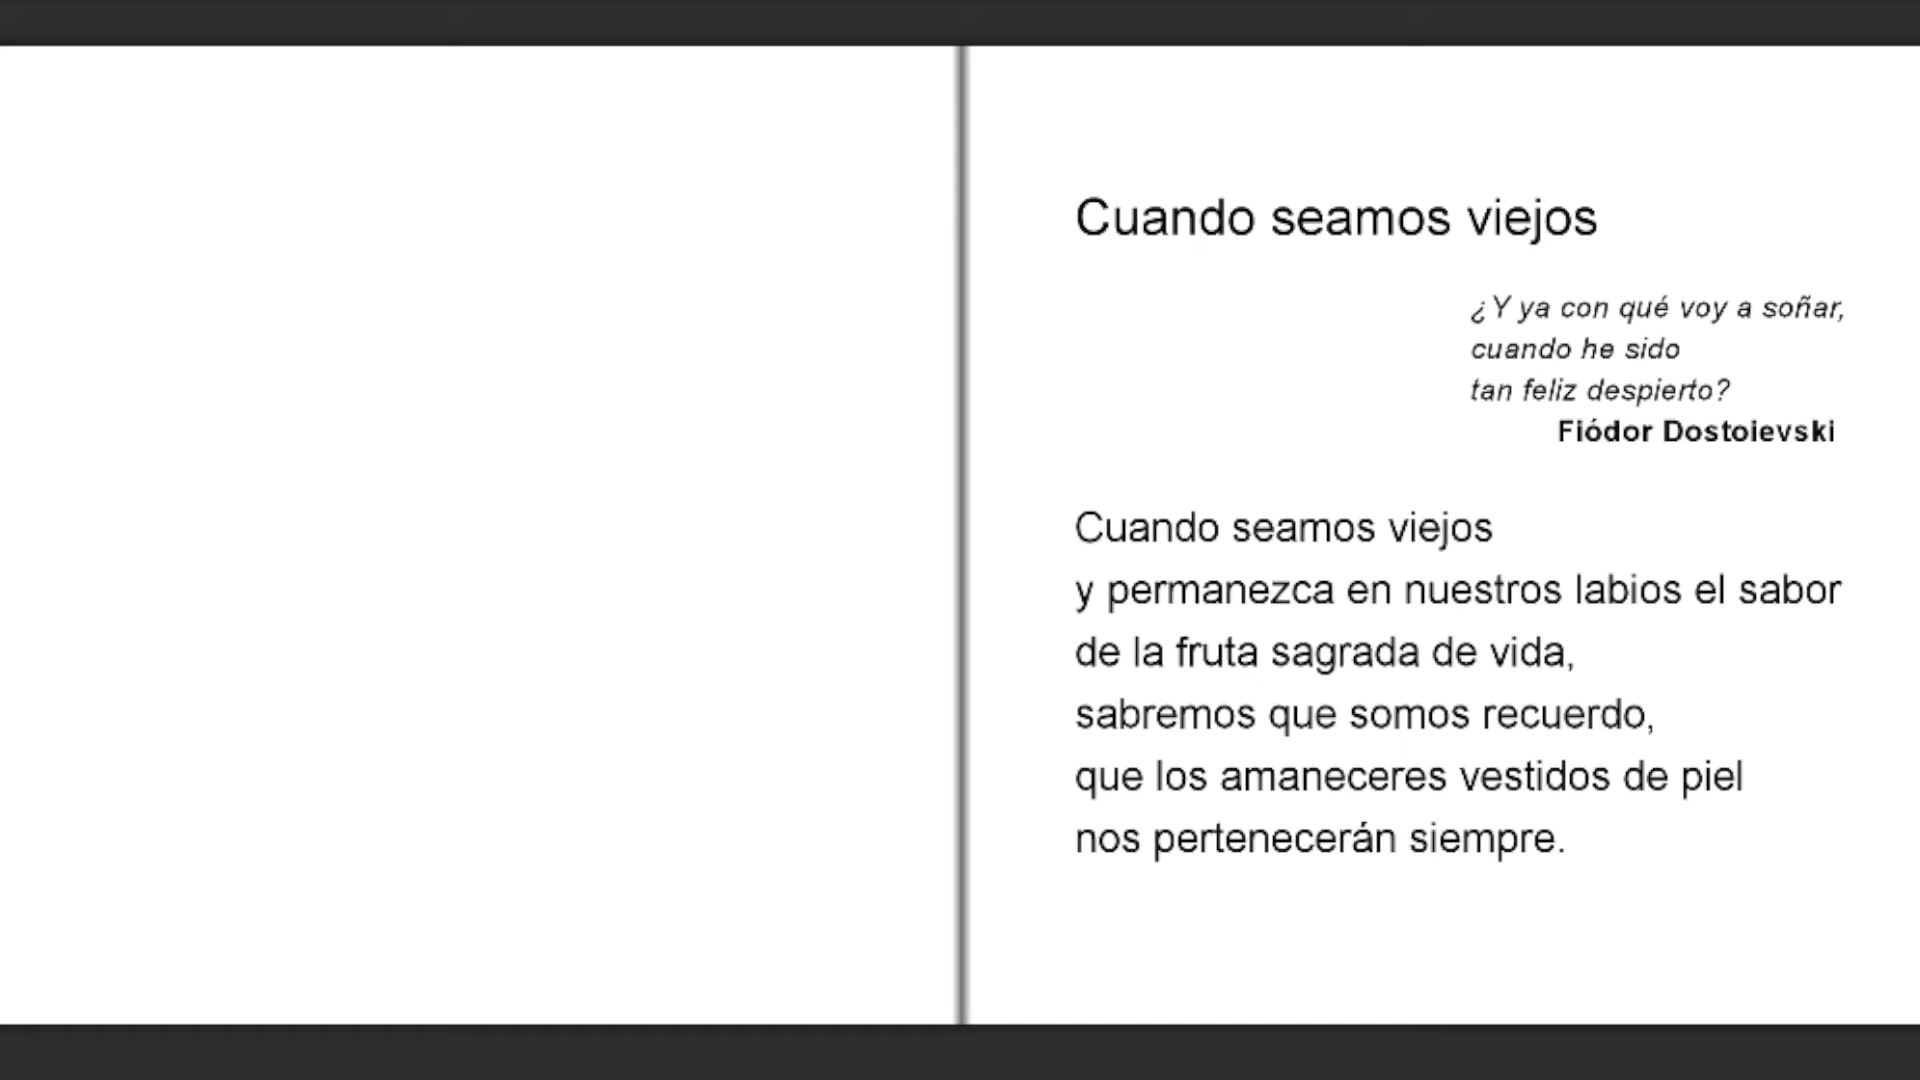 Cuando seamos viejos
¿Y ya con qué voy a soñar,
cuando he sido
tan feliz despierto?
Fiódor Dostoievski
Cuando seamos viejos
y permanezca en nuestros labios el sabor
de la fruta sagrada de vida,
sabremos que somos recuerdo,
que los amaneceres vestidos de piel
nos pertenecerán siempre.